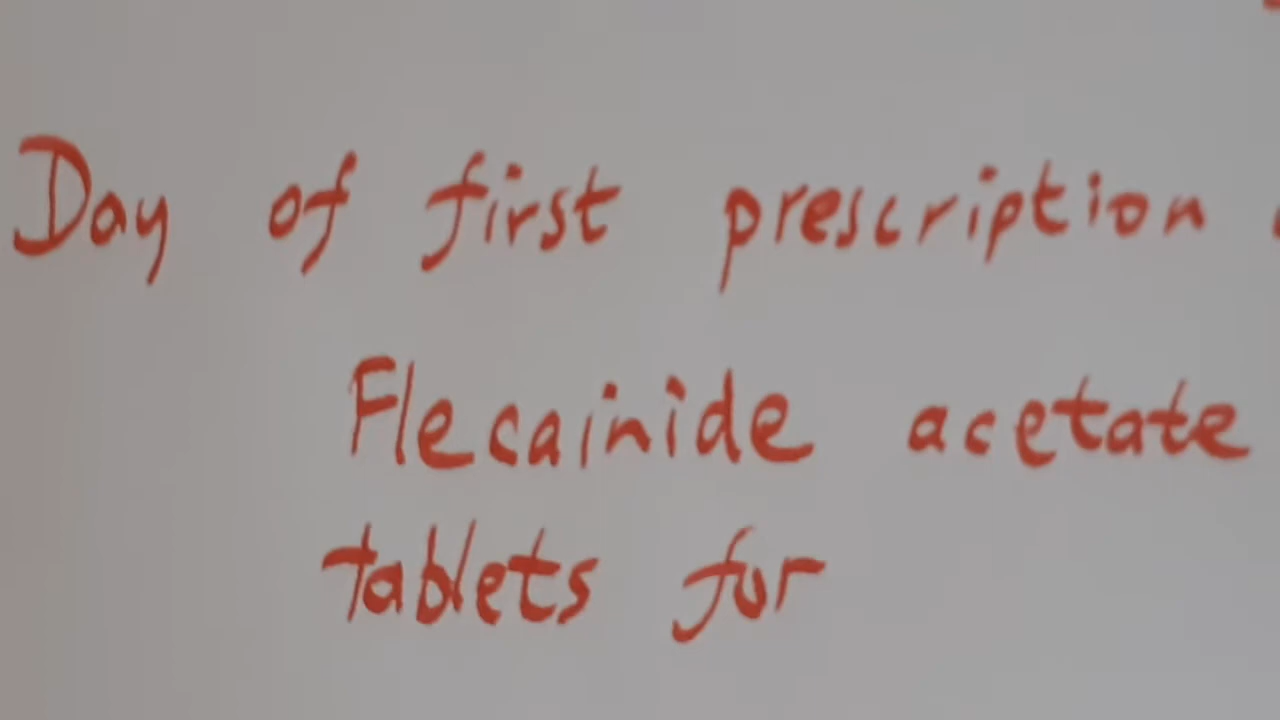 Day of first prescription
Flecainide acetate
tablets for